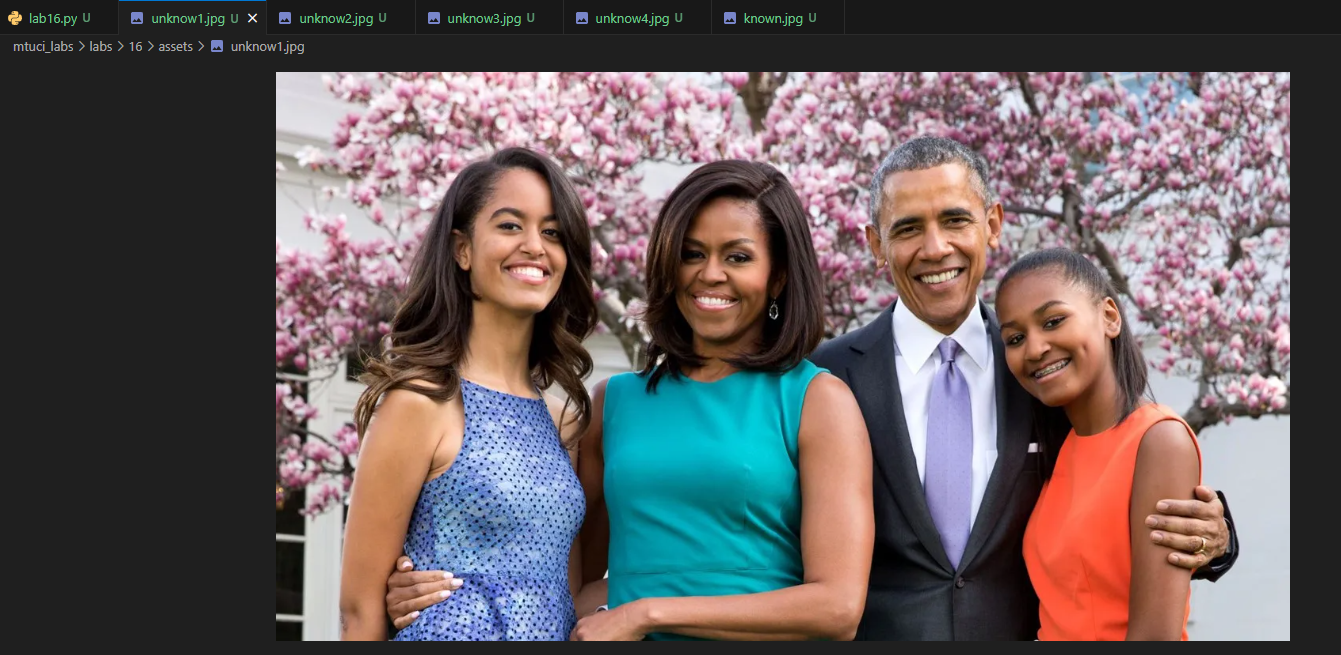 lab16.py U unknow1.jpg U unknow2.jpg U unknow3.jpg U unknow4.jpg U known.jpg U
mtuci_labs > labs > 16 > assets > unknow1.jpg